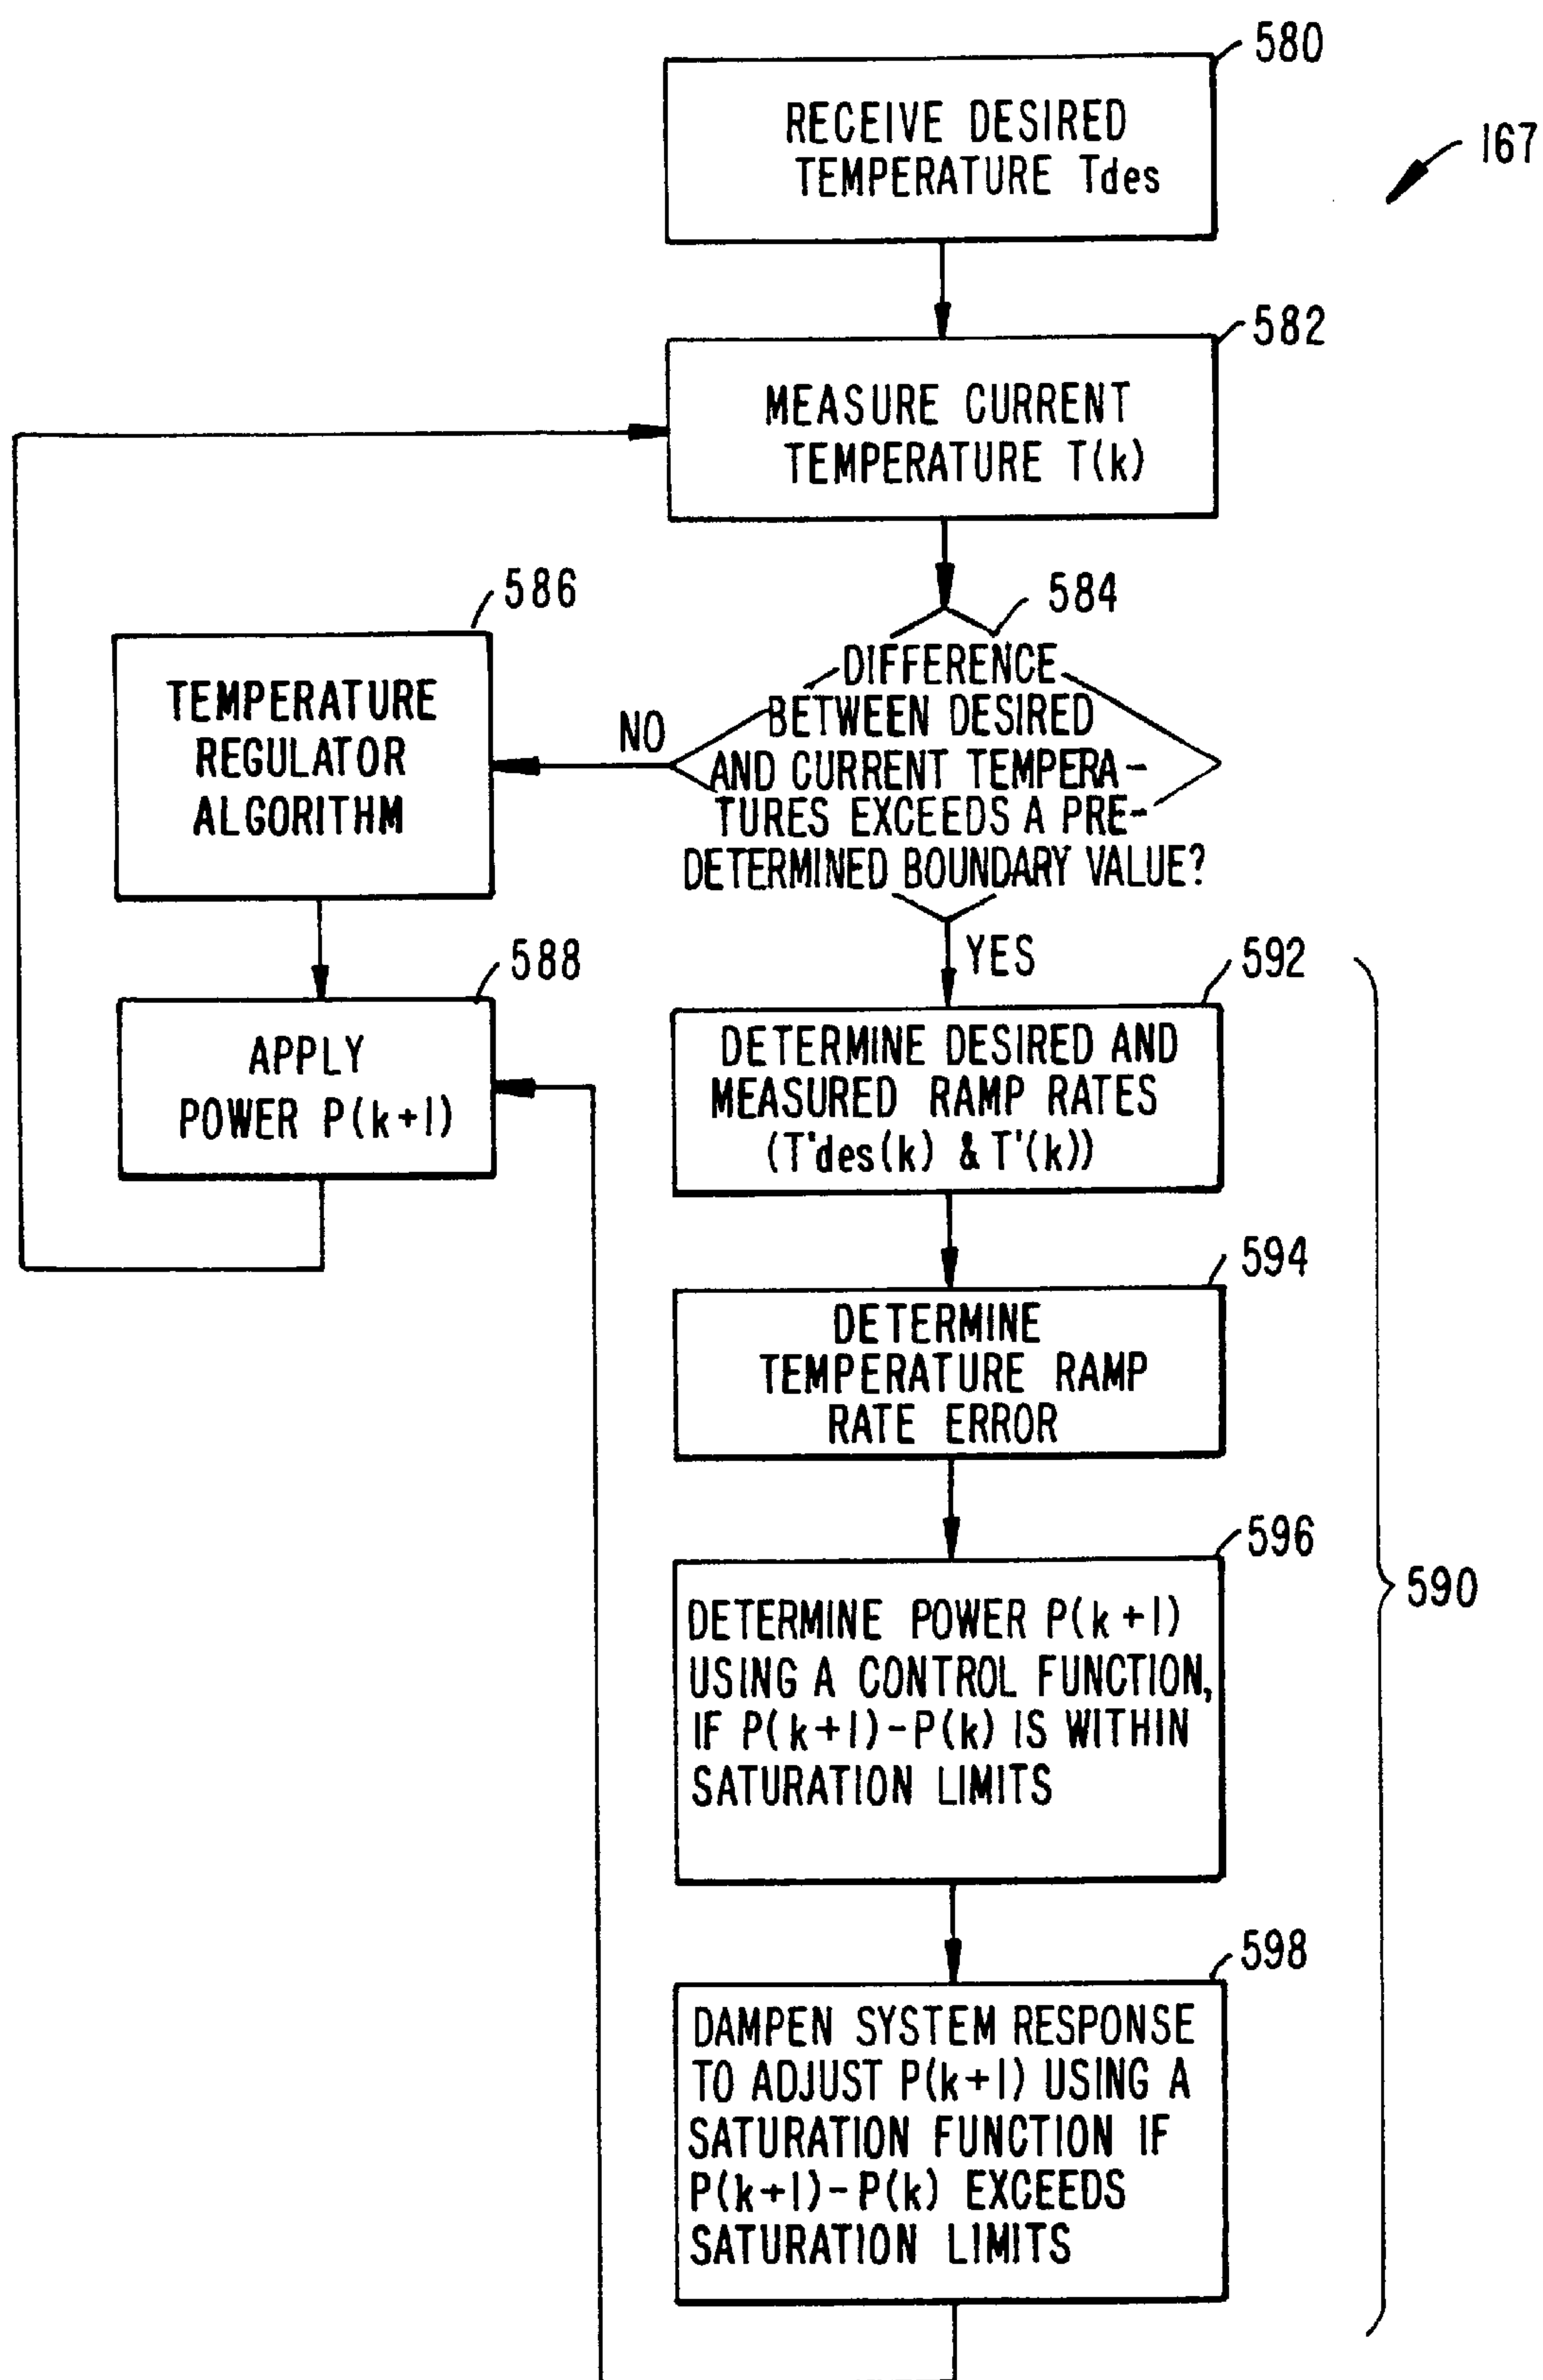 580
RECEIVE DESIRED
TEMPERATURE Tdes
167
582
MEASURE CURRENT
TEMPERATURE T(k)
584
DIFFERENCE
BETWEEN DESIRED
AND CURRENT TEMPERA-
TURES EXCEEDS A PRE-
DETERMINED BOUNDARY VALUE?
NO
586
TEMPERATURE
REGULATOR
ALGORITHM
588
APPLY
POWER P(k+1)
YES
592
DETERMINE DESIRED AND
MEASURED RAMP RATES
(T'des(k) & T'(k))
594
DETERMINE
TEMPERATURE RAMP
RATE ERROR
596
DETERMINE POWER P(k+1)
USING A CONTROL FUNCTION,
IF P(k+1)-P(k) IS WITHIN
SATURATION LIMITS
590
598
DAMPEN SYSTEM RESPONSE
TO ADJUST P(k+1) USING A
SATURATION FUNCTION IF
P(k+1)-P(k) EXCEEDS
SATURATION LIMITS